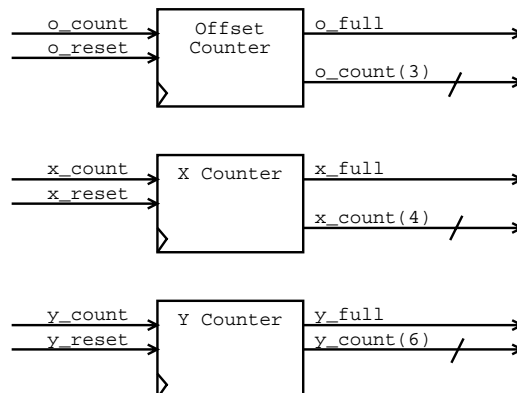 o_count
o_reset
Offset
Counter
o_full
o_count(3)
x_count
x_reset
X Counter
x_full
x_count(4)
y_count
y_reset
Y Counter
y_full
y_count(6)